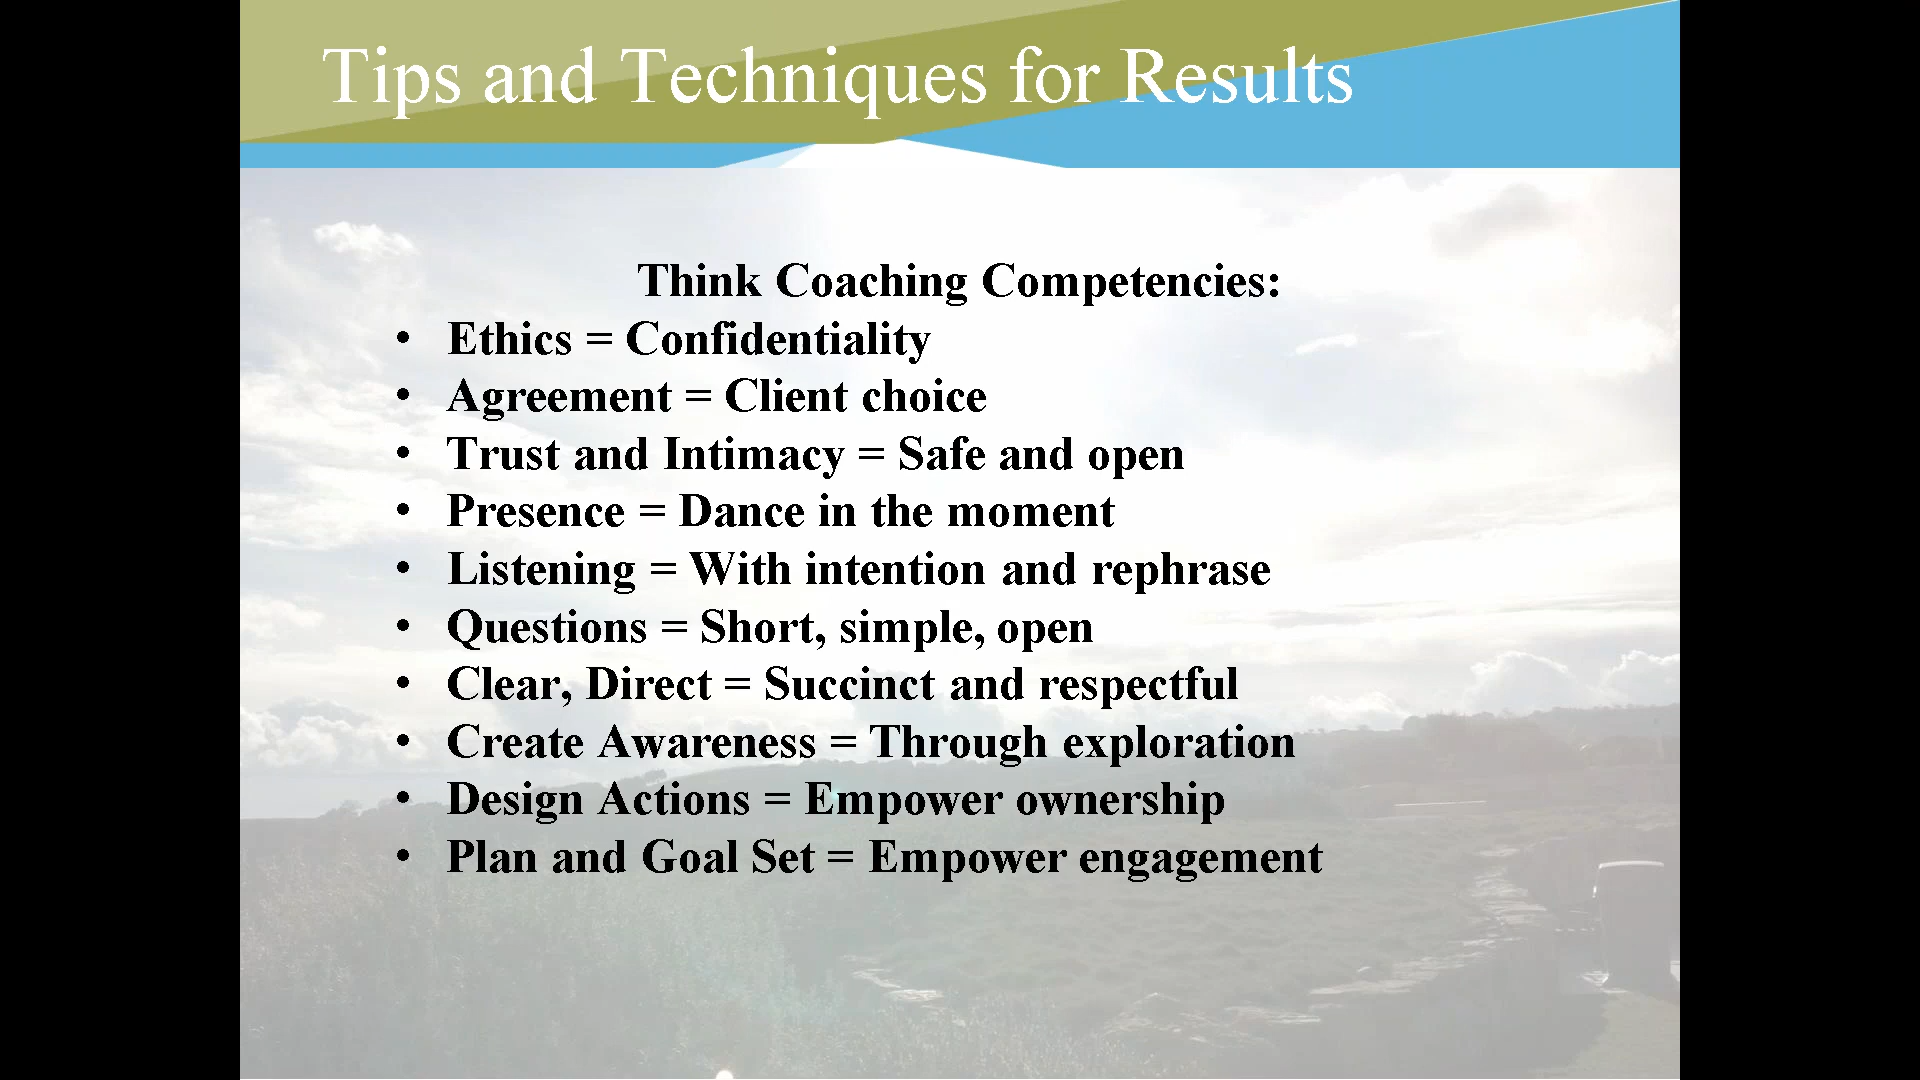 Tips and Techniques for Results
Think Coaching Competencies:
• Ethics = Confidentiality
• Agreement = Client choice
• Trust and Intimacy = Safe and open
• Presence = Dance in the moment
• Listening = With intention and rephrase
• Questions = Short, simple, open
• Clear, Direct = Succinct and respectful
• Create Awareness = Through exploration
• Design Actions = Empower ownership
• Plan and Goal Set = Empower engagement